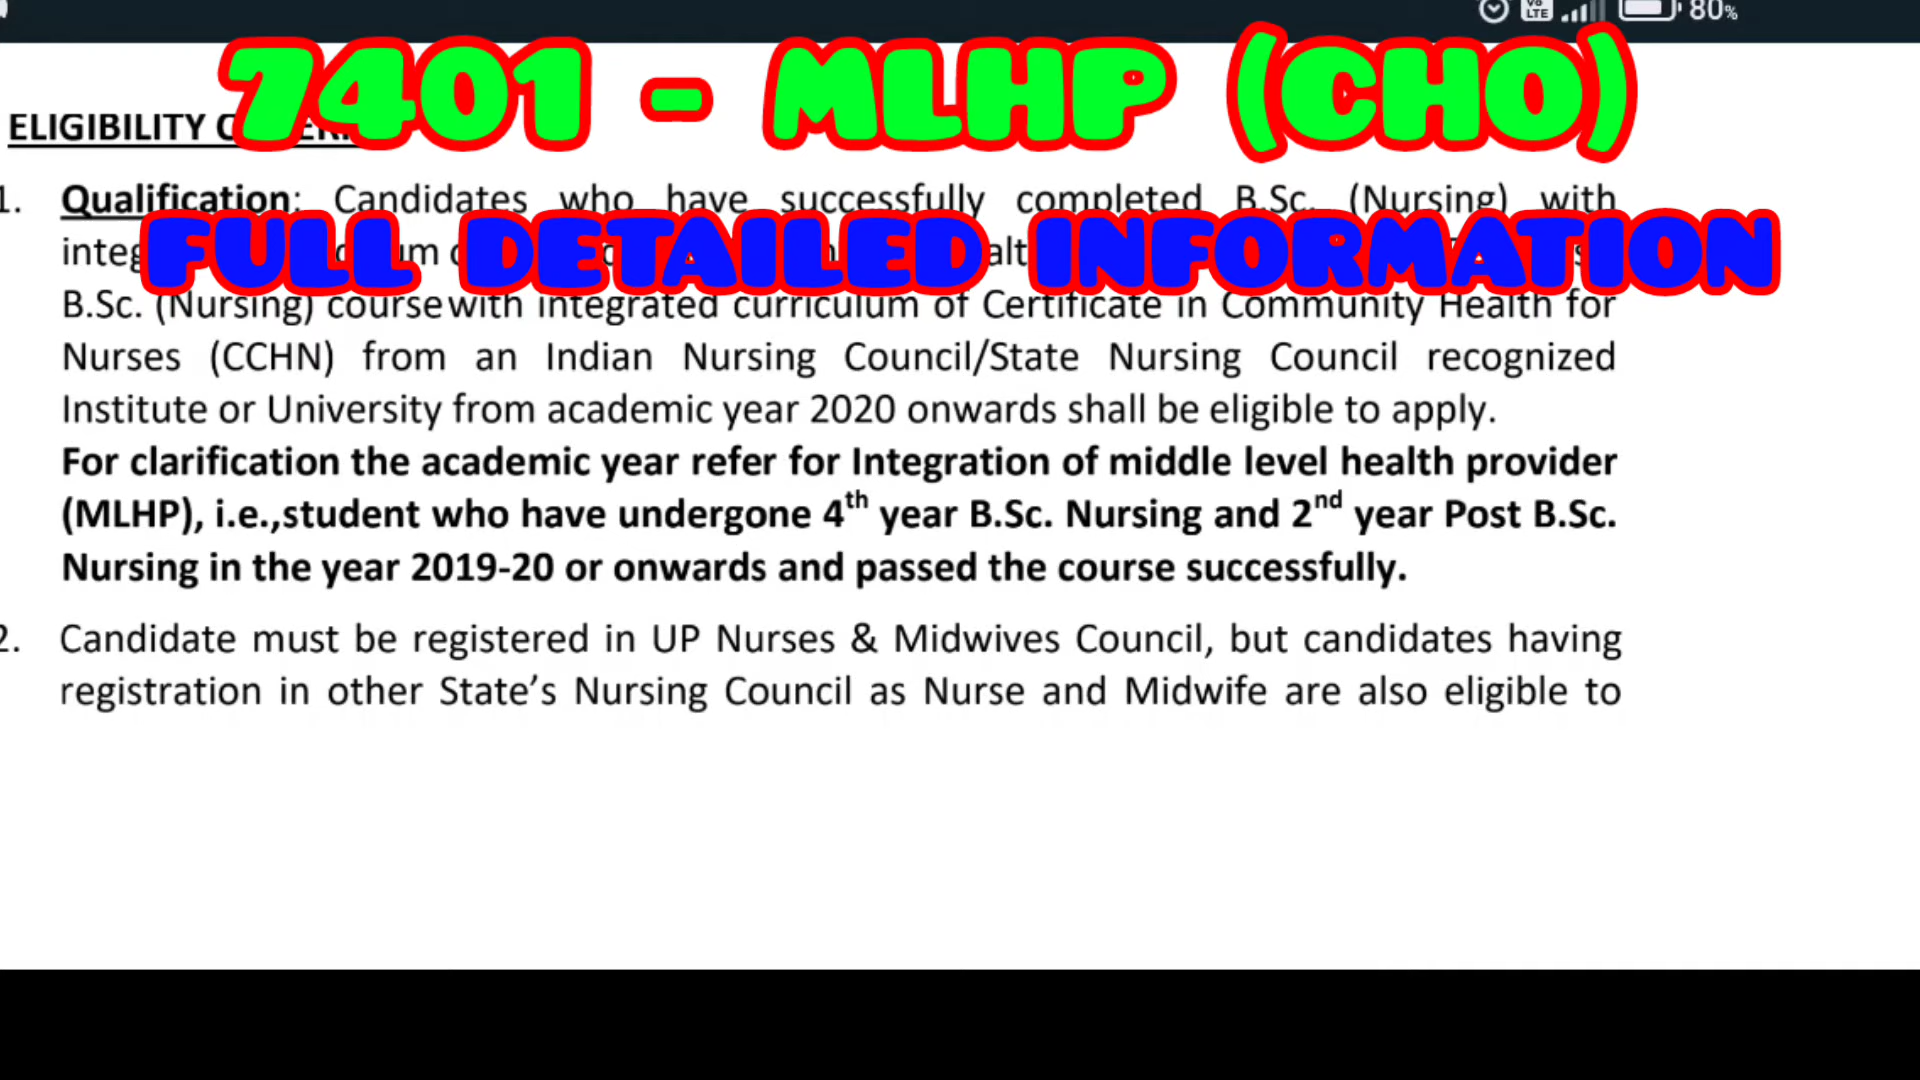 VoLTE 80%
7401 - MLHP (CHO)
ELIGIBILITY
1. Qualification: Candidates who have successfully completed B.Sc. (Nursing) with
FULL DETAILED INFORMATION
B.Sc. (Nursing) course with integrated curriculum of Certificate in Community Health for
Nurses (CCHN) from an Indian Nursing Council/State Nursing Council recognized
Institute or University from academic year 2020 onwards shall be eligible to apply.
For clarification the academic year refer for Integration of middle level health provider
(MLHP), i.e.,student who have undergone 4th year B.Sc. Nursing and 2nd year Post B.Sc.
Nursing in the year 2019-20 or onwards and passed the course successfully.
2. Candidate must be registered in UP Nurses & Midwives Council, but candidates having
registration in other State's Nursing Council as Nurse and Midwife are also eligible to